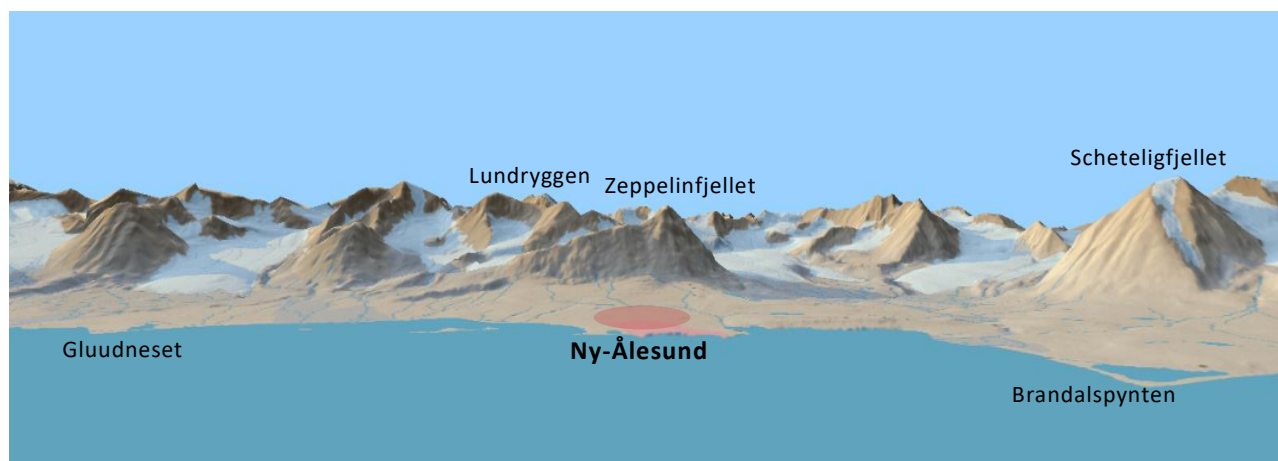 Scheteligfjellet
Lundryggen
Zeppelinfjellet
Gluudneset
Ny-Ålesund
Brandalspynten